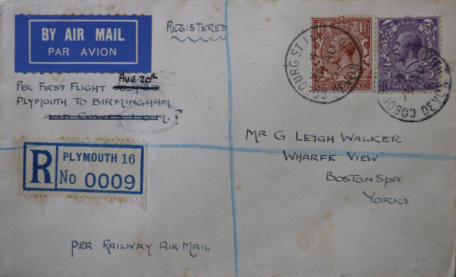 BY AIR MAIL
PAR AVION
REGISTERED
Aug 20th
PER FIRST FLIGHT
PLYMOUTH TO BIRMINGHAM
R PLYMOUTH 16
No 0009
MR G LEIGH WALKER
WHARFE VIEW
BOSTON SPA
YORKS
PER RAILWAY AIR MAIL